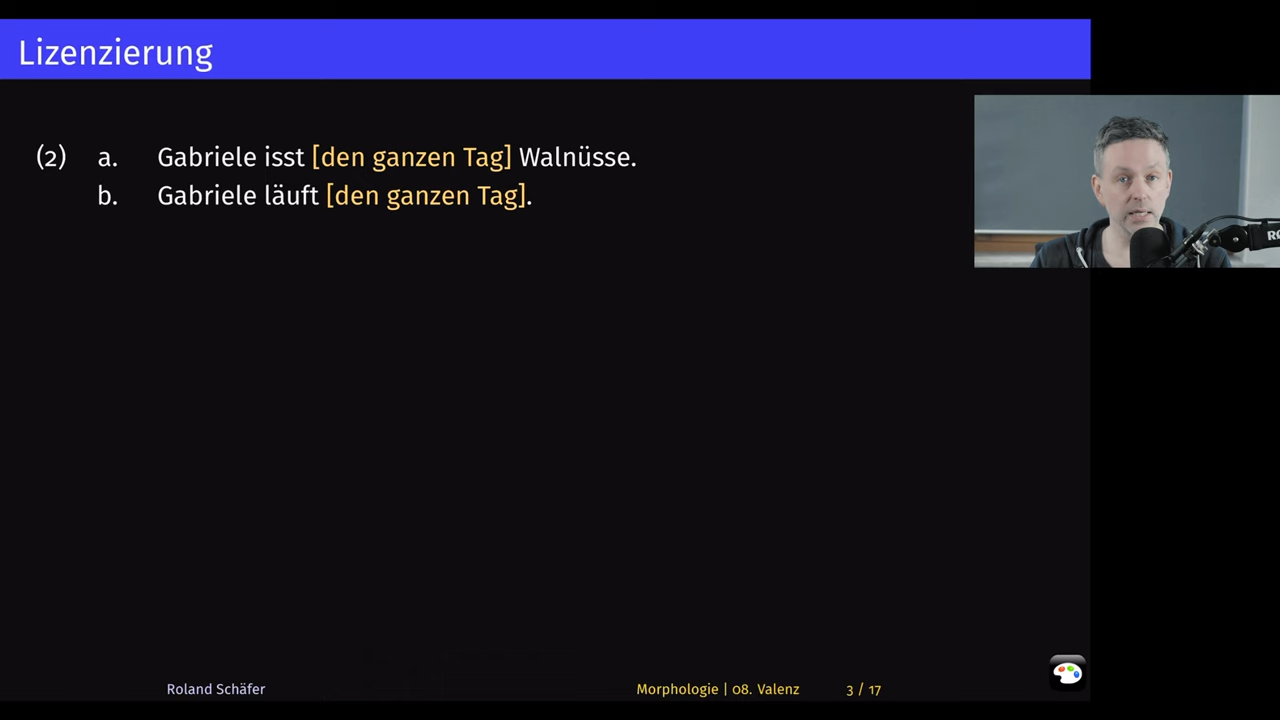 Lizenzierung
(2) a. Gabriele isst [den ganzen Tag] Walnüsse.
b. Gabriele läuft [den ganzen Tag].
Roland Schäfer Morphologie | 08. Valenz 3 / 17